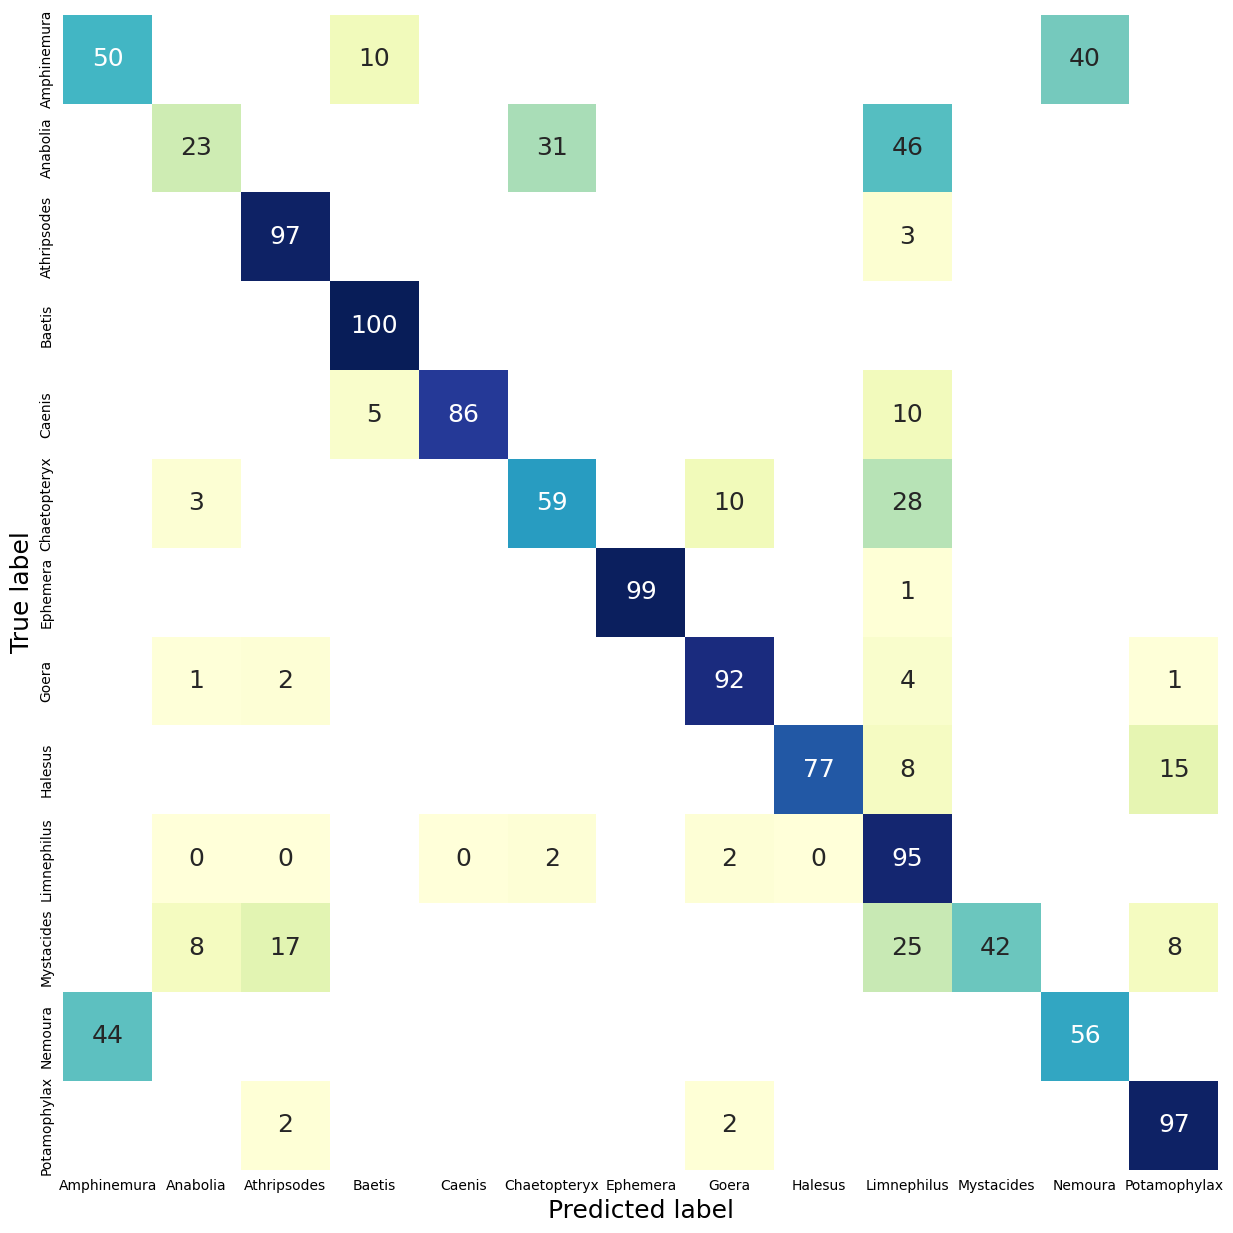 True label
Amphinemura 50 10 40
Anabolia 23 31 46
Athripsodes 97 3
Baetis 100
Caenis 5 86 10
Chaetopteryx 3 59 10 28
Ephemera 99 1
Goera 1 2 92 4 1
Halesus 77 8 15
Limnephilus 0 0 0 2 2 0 95
Mystacides 8 17 25 42 8
Nemoura 44 56
Potamophylax 2 2 97
Amphinemura Anabolia Athripsodes Baetis Caenis Chaetopteryx Ephemera Goera Halesus Limnephilus Mystacides Nemoura Potamophylax
Predicted label